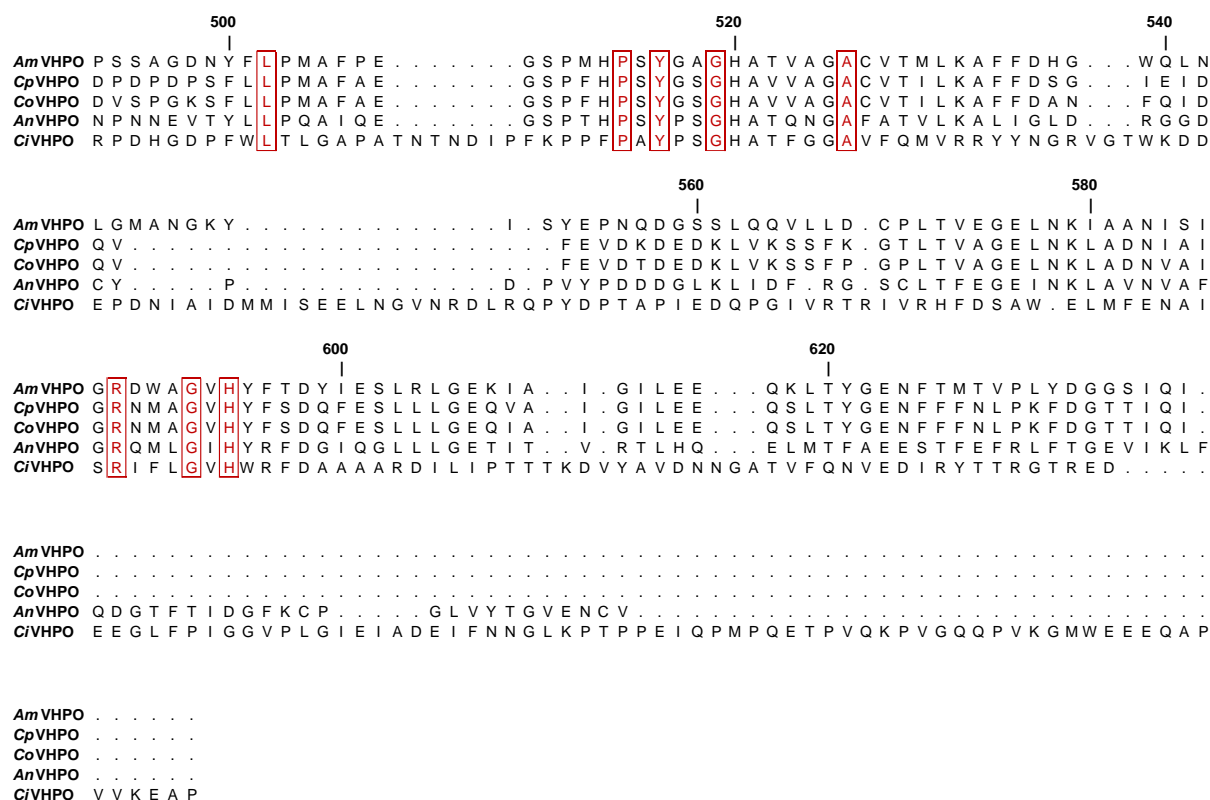 500 520 540
AmVHPO P S S A G D N Y F L P M A F P E . . . . . . . G S P M H P S Y G A G H A T V A G A C V T M L K A F F D H G . . . W Q L N
CpVHPO D P D P D P S F L L P M A F A E . . . . . . . G S P F H P S Y G S G H A V V A G A C V T I L K A F F D S G . . . I E I D
CoVHPO D V S P G K S F L L P M A F A E . . . . . . . G S P F H P S Y G S G H A V V A G A C V T I L K A F F D A N . . . F Q I D
AnVHPO N P N N E V T Y L L P Q A I Q E . . . . . . . G S P T H P S Y P S G H A T Q N G A F A T V L K A L I G L D . . . R G G D
CiVHPO R P D H G D P F W L T L G A P A T N T N D I P F K P P F P A Y P S G H A T F G G A V F Q M V R R Y Y N G R V G T W K D D
560 580
AmVHPO L G M A N G K Y . . . . . . . . . . . . . . . I . S Y E P N Q D G S S L Q Q V L L D . C P L T V E G E L N K I A A N I S I
CpVHPO Q V . . . . . . . . . . . . . . . . . . . . . . . F E V D K D E D K L V K S S F K . G T L T V A G E L N K L A D N I A I
CoVHPO Q V . . . . . . . . . . . . . . . . . . . . . . . F E V D T D E D K L V K S S F P . G P L T V A G E L N K L A D N V A I
AnVHPO C Y . . . . . P . . . . . . . . . . . . . . . D . P V Y P D D D G L K L I D F . R G . S C L T F E G E I N K L A V N V A F
CiVHPO E P D N I A I D M M I S E E L N G V N R D L R Q P Y D P T A P I E D Q P G I V R T R I V R H F D S A W . E L M F E N A I
600 620
AmVHPO G R D W A G V H Y F T D Y I E S L R L G E K I A . . I . G I L E E . . . Q K L T Y G E N F T M T V P L Y D G G S I Q I .
CpVHPO G R N M A G V H Y F S D Q F E S L L L G E Q V A . . I . G I L E E . . . Q S L T Y G E N F F F N L P K F D G T T I Q I .
CoVHPO G R N M A G V H Y F S D Q F E S L L L G E Q I A . . I . G I L E E . . . Q S L T Y G E N F F F N L P K F D G T T I Q I .
AnVHPO G R Q M L G I H Y R F D G I Q G L L L G E T I T . . V . R T L H Q . . . E L M T F A E E S T F E F R L F T G E V I K L F
CiVHPO S R I F L G V H W R F D A A A A R D I L I P T T T K D V Y A V D N N G A T V F Q N V E D I R Y T T R G T R E D . . . . .
AmVHPO . . . . . . . . . . . . . . . . . . . . . . . . . . . . . . . . . . . . . . . . . . . . . . . . . . . . . . . . . . . .
CpVHPO . . . . . . . . . . . . . . . . . . . . . . . . . . . . . . . . . . . . . . . . . . . . . . . . . . . . . . . . . . . .
CoVHPO . . . . . . . . . . . . . . . . . . . . . . . . . . . . . . . . . . . . . . . . . . . . . . . . . . . . . . . . . . . .
AnVHPO Q D G T F T I D G F K C P . . . . . G L V Y T G V E N C V . . . . . . . . . . . . . . . . . . . . . . . . . . . . . . .
CiVHPO E E G L F P I G G V P L G I E I A D E I F N N G L K P T P P E I Q P M P Q E T P V Q K P V G Q Q P V K G M W E E E Q A P
AmVHPO . . . . . .
CpVHPO . . . . . .
CoVHPO . . . . . .
AnVHPO . . . . . .
CiVHPO V V K E A P